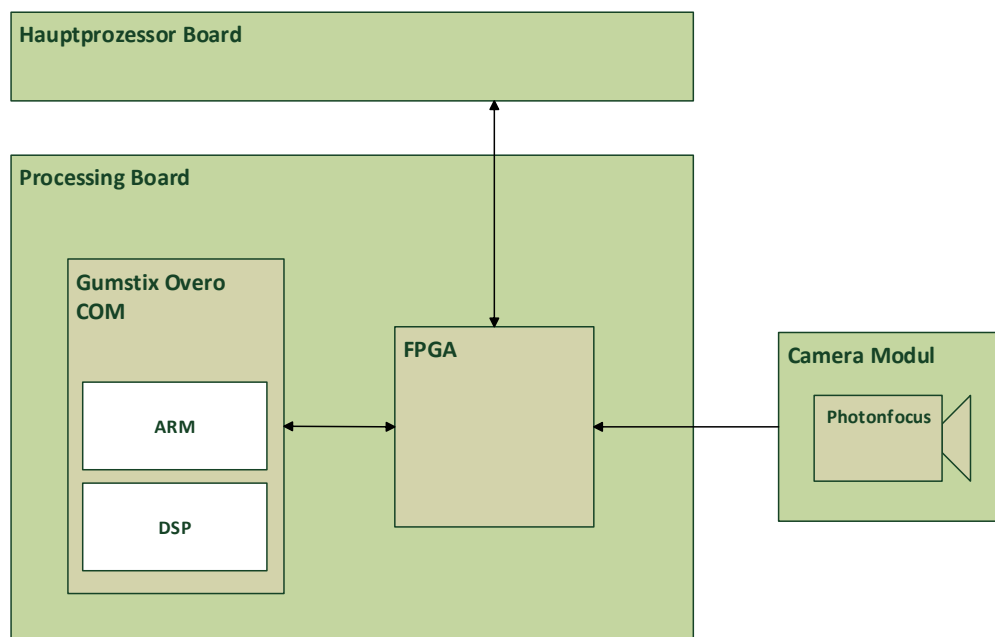 Hauptprozessor Board
Processing Board
Gumstix Overo
COM
ARM
DSP
FPGA
Camera Modul
Photonfocus